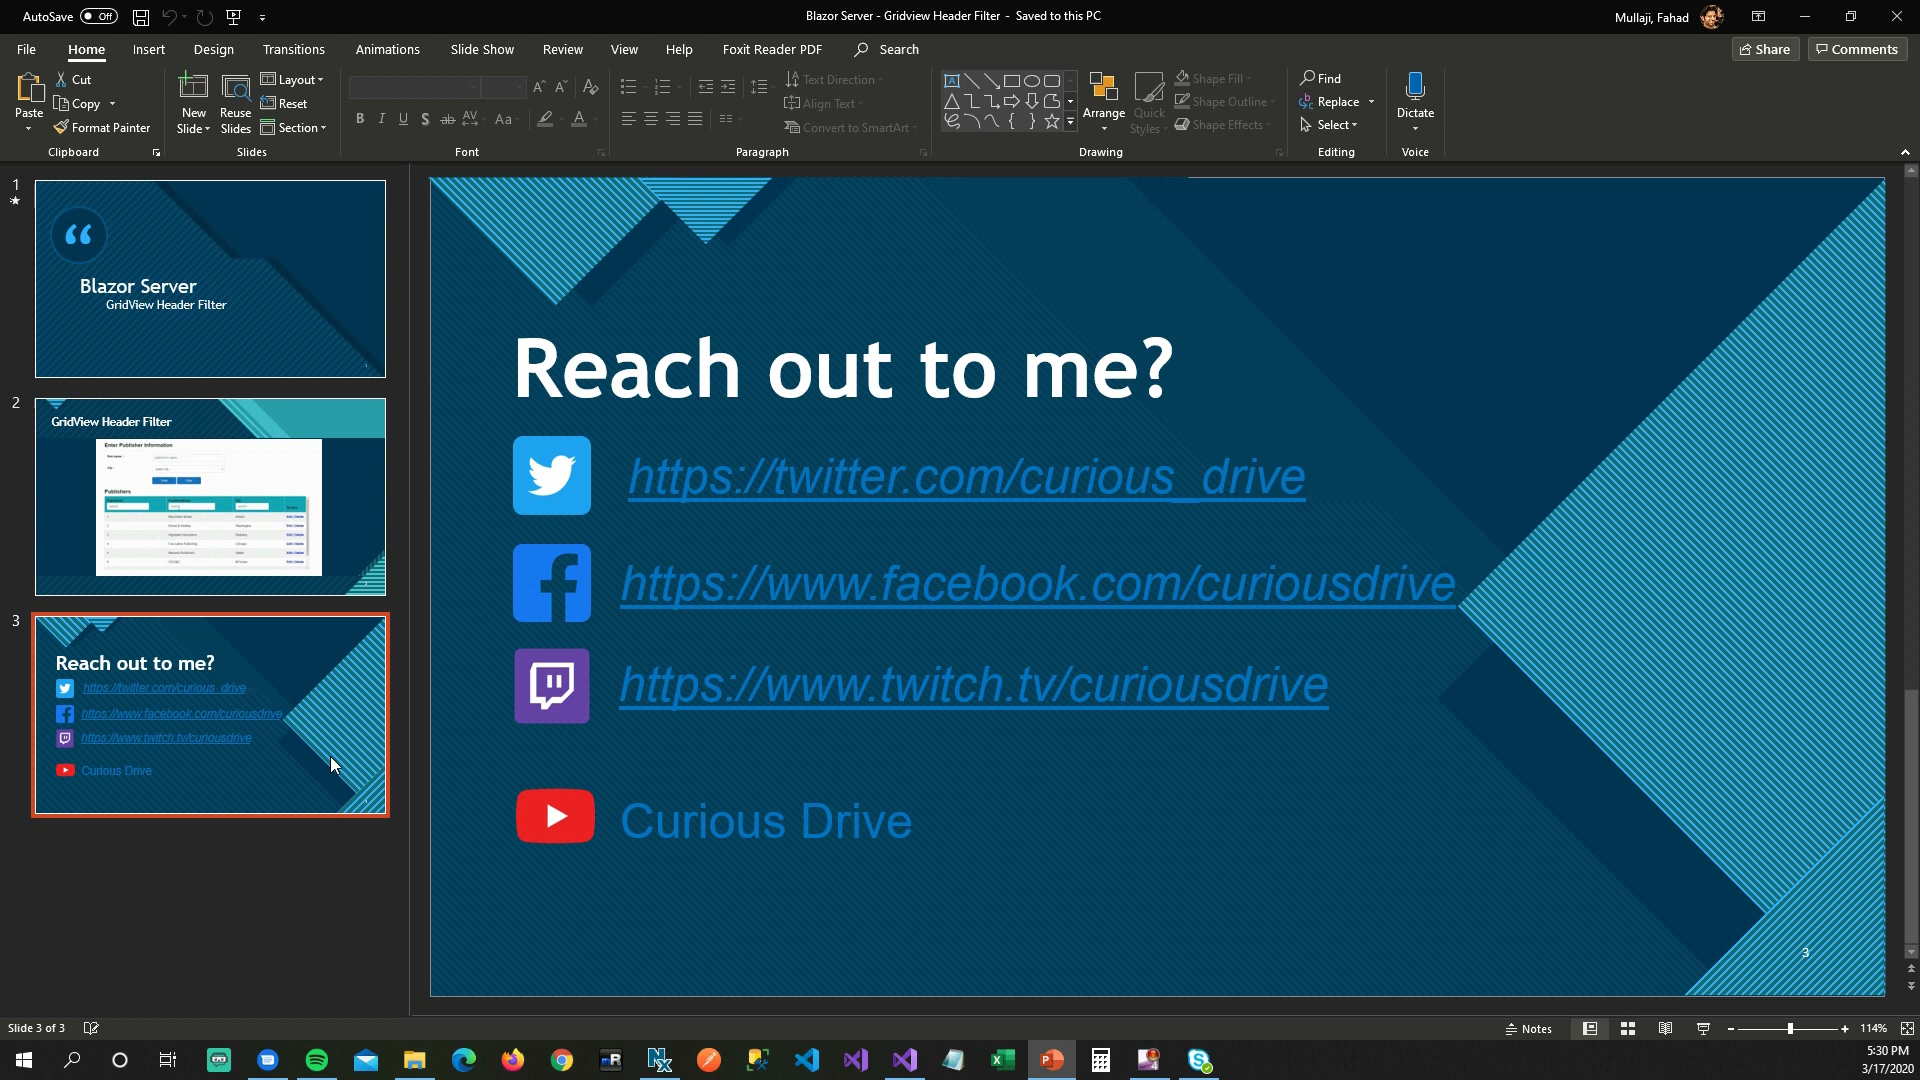 AutoSave Off
Blazor Server - Gridview Header Filter - Saved to this PC
Mullaji, Fahad
File Home Insert Design Transitions Animations Slide Show Review View Help Foxit Reader PDF Search
Share Comments
Paste
Cut
Copy
Format Painter
Clipboard
New Slide
Reuse Slides
Layout
Reset
Section
Slides
B I U S ab AV Aa A
Font
Text Direction
Align Text
Convert to SmartArt
Paragraph
Arrange
Quick Styles
Shape Fill
Shape Outline
Shape Effects
Drawing
Find
Replace
Select
Editing
Dictate
Voice
1
Blazor Server
GridView Header Filter
2
GridView Header Filter
Enter Publisher Information
Publishers
3
Reach out to me?
https://twitter.com/curious_drive
https://www.facebook.com/curiousdrive
https://www.twitch.tv/curiousdrive
Curious Drive
Reach out to me?
https://twitter.com/curious_drive
https://www.facebook.com/curiousdrive
https://www.twitch.tv/curiousdrive
Curious Drive
3
Slide 3 of 3
Notes
114%
5:30 PM
3/17/2020